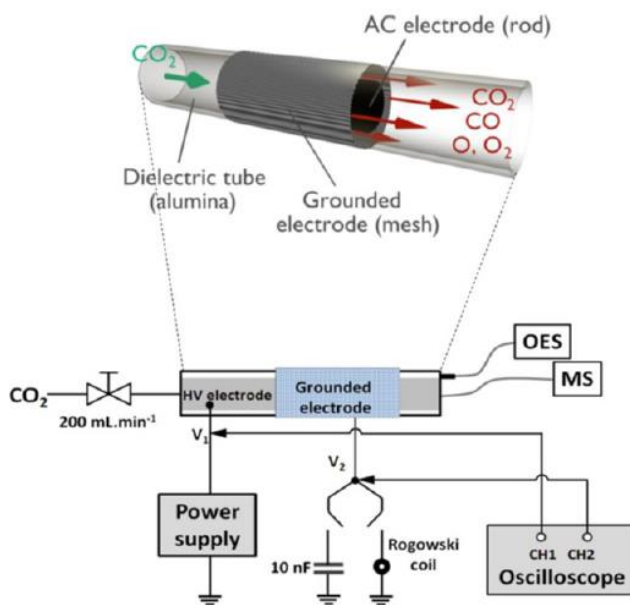 AC electrode (rod)
CO₂
CO₂
CO
O, O₂
Dielectric tube
(alumina)
Grounded
electrode (mesh)
OES
MS
CO₂
HV electrode
Grounded
electrode
200 mL.min⁻¹
V₁
V₂
Power
supply
10 nF
Rogowski
coil
CH1 CH2
Oscilloscope